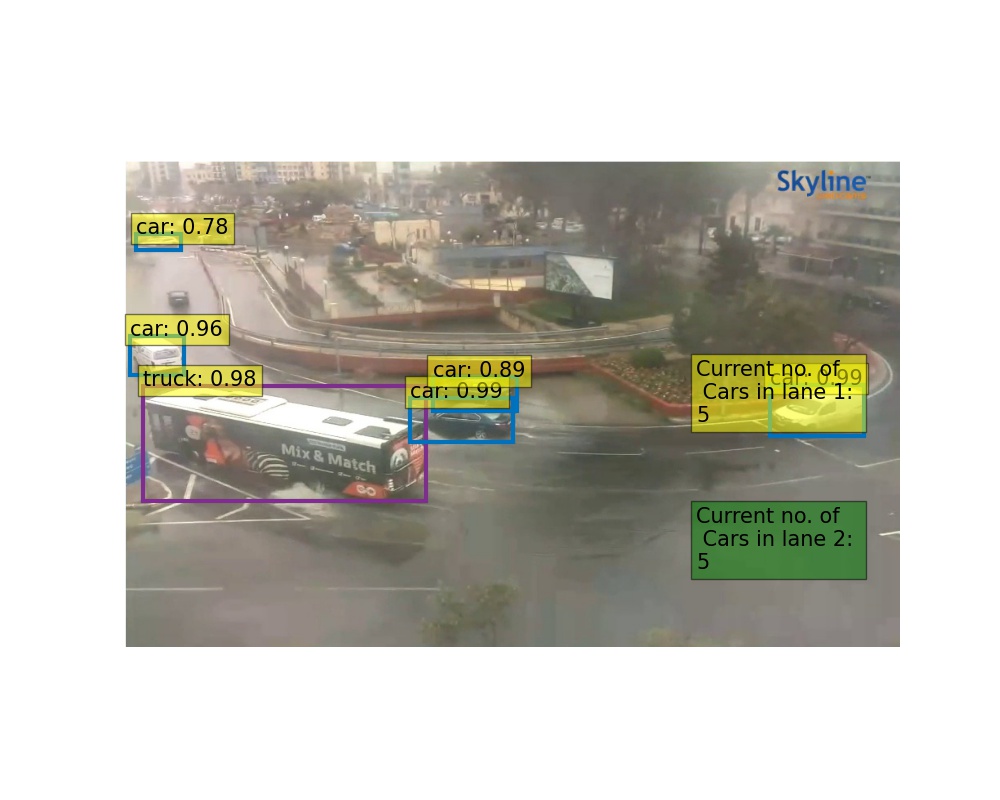 Skyline
car: 0.78
car: 0.96
truck: 0.98
car: 0.89
car: 0.99
Current no. of
Cars in lane 1:
5
car: 0.99
Mix & Match
Current no. of
Cars in lane 2:
5